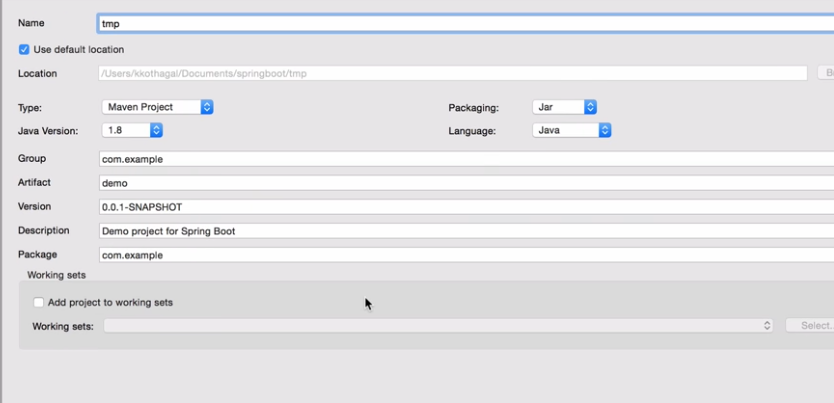 Name tmp
Use default location
Location /Users/kkothagal/Documents/springboot/tmp
Type: Maven Project Packaging: Jar
Java Version: 1.8 Language: Java
Group com.example
Artifact demo
Version 0.0.1-SNAPSHOT
Description Demo project for Spring Boot
Package com.example
Working sets
Add project to working sets
Working sets: Select.